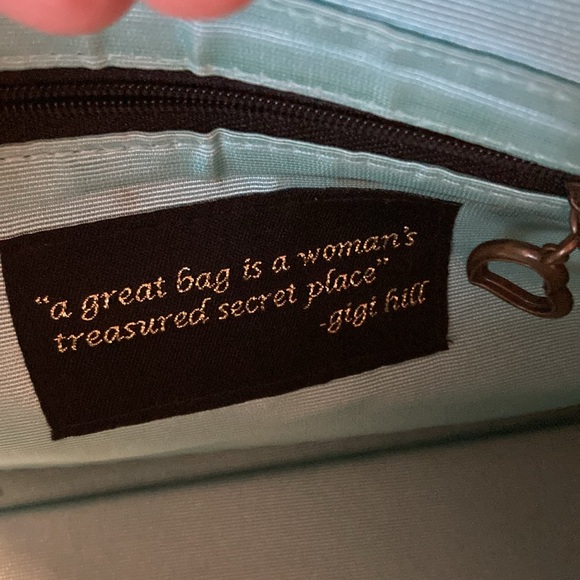 “a great bag is a woman's
treasured secret place”
-gigi hill